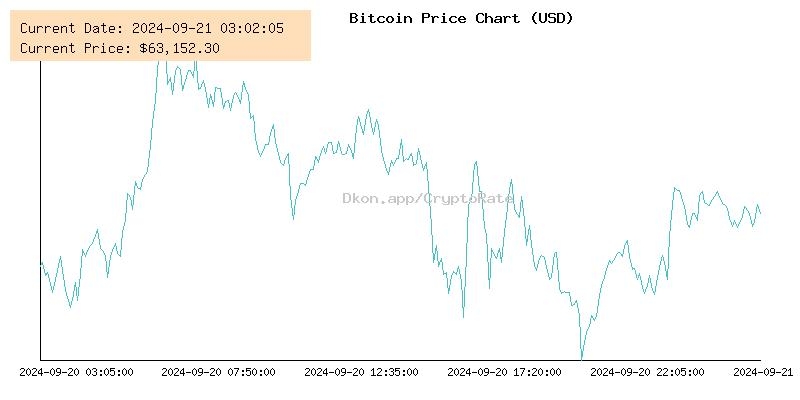 Bitcoin Price Chart (USD)
Current Date: 2024-09-21 03:02:05
Current Price: $63,152.30
Dkon.app/CryptoRate
2024-09-20 03:05:00 2024-09-20 07:50:00 2024-09-20 12:35:00 2024-09-20 17:20:00 2024-09-20 22:05:00 2024-09-21